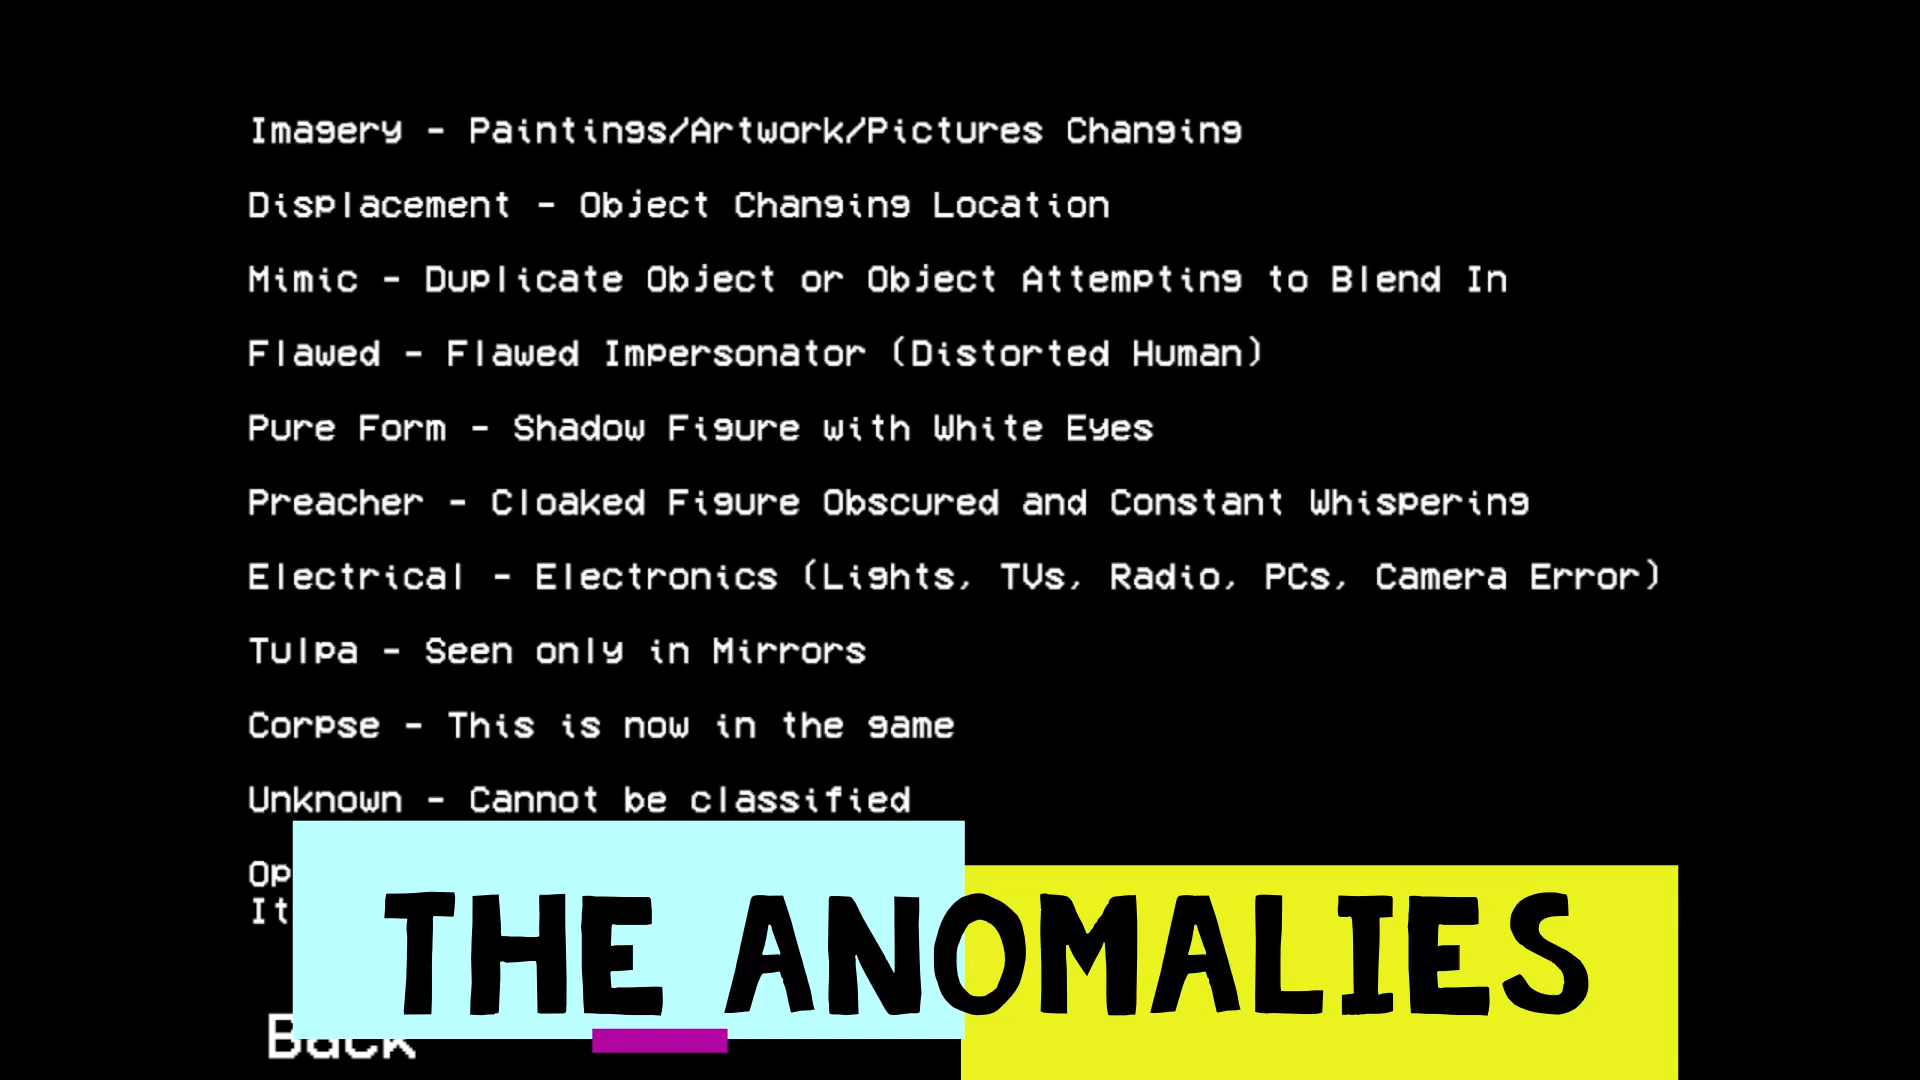 Imagery - Paintings/Artwork/Pictures Changing
Displacement - Object Changing Location
Mimic - Duplicate Object or Object Attempting to Blend In
Flawed - Flawed Impersonator (Distorted Human)
Pure Form - Shadow Figure with White Eyes
Preacher - Cloaked Figure Obscured and Constant Whispering
Electrical - Electronics (Lights, TVs, Radio, PCs, Camera Error)
Tulpa - Seen only in Mirrors
Corpse - This is now in the game
Unknown - Cannot be classified
THE ANOMALIES
Back